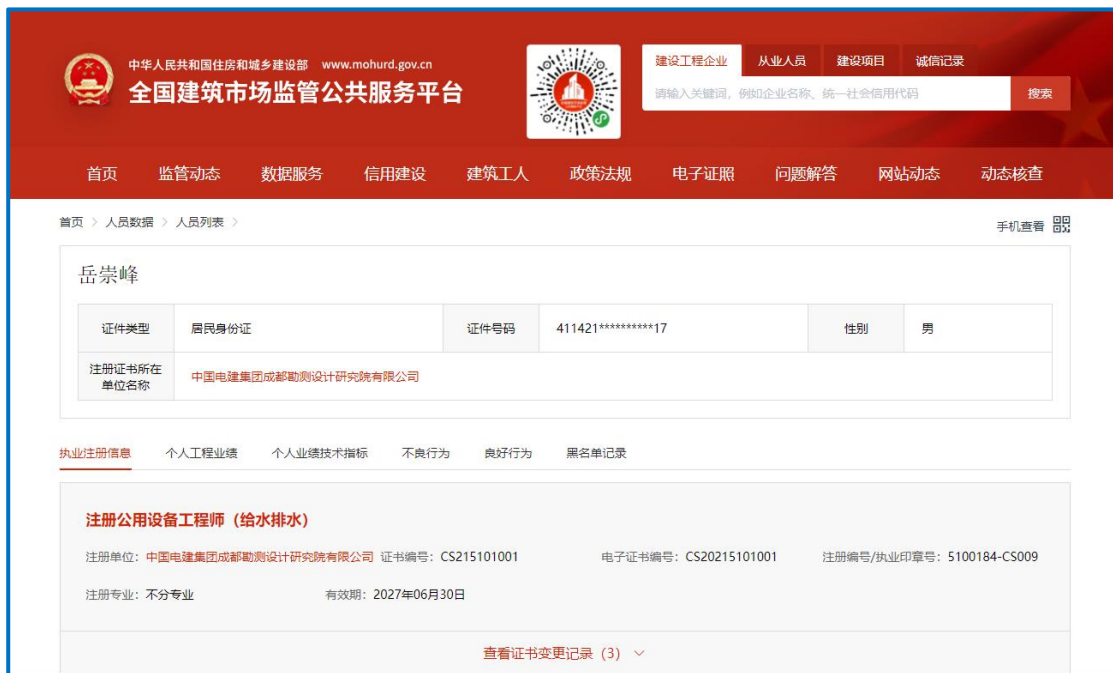 中华人民共和国住房和城乡建设部 www.mohurd.gov.cn
全国建筑市场监管公共服务平台
建设工程企业 从业人员 建设项目 诚信记录
请输入关键词，例如企业名称、统一社会信用代码 搜索
首页 监管动态 数据服务 信用建设 建筑工人 政策法规 电子证照 问题解答 网站动态 动态核查
首页 > 人员数据 > 人员列表 >
手机查看
岳崇峰
证件类型 居民身份证 证件号码 411421**********17 性别 男
注册证书所在
单位名称
中国电建集团成都勘测设计研究院有限公司
执业注册信息 个人工程业绩 个人业绩技术指标 不良行为 良好行为 黑名单记录
注册公用设备工程师（给水排水）
注册单位：中国电建集团成都勘测设计研究院有限公司 证书编号：CS215101001 电子证书编号：CS20215101001 注册编号/执业印章号：5100184-CS009
注册专业：不分专业 有效期：2027年06月30日
查看证书变更记录（3）